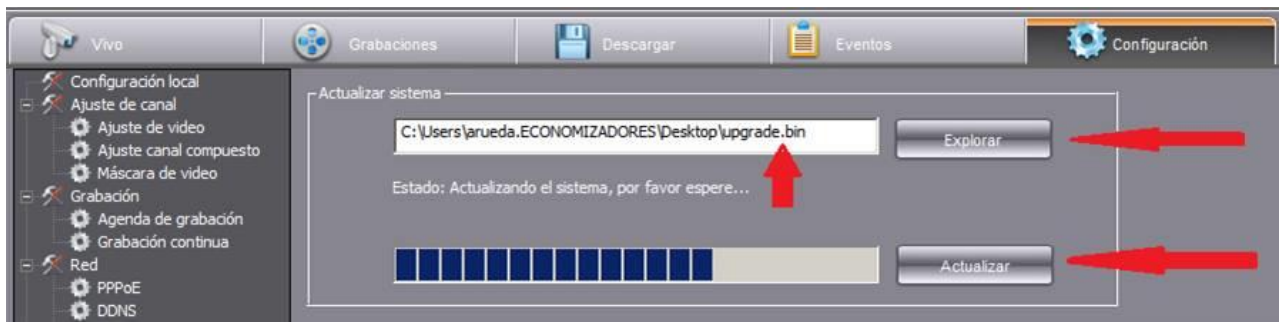 Vivo
Grabaciones
Descargar
Eventos
Configuración
Configuración local
Ajuste de canal
Ajuste de video
Ajuste canal compuesto
Máscara de video
Grabación
Agenda de grabación
Grabación continua
Red
PPPoE
DDNS
Actualizar sistema
C:\Users\arueda.ECONOMIZADORES\Desktop\upgrade.bin
Explorar
Estado: Actualizando el sistema, por favor espere...
Actualizar